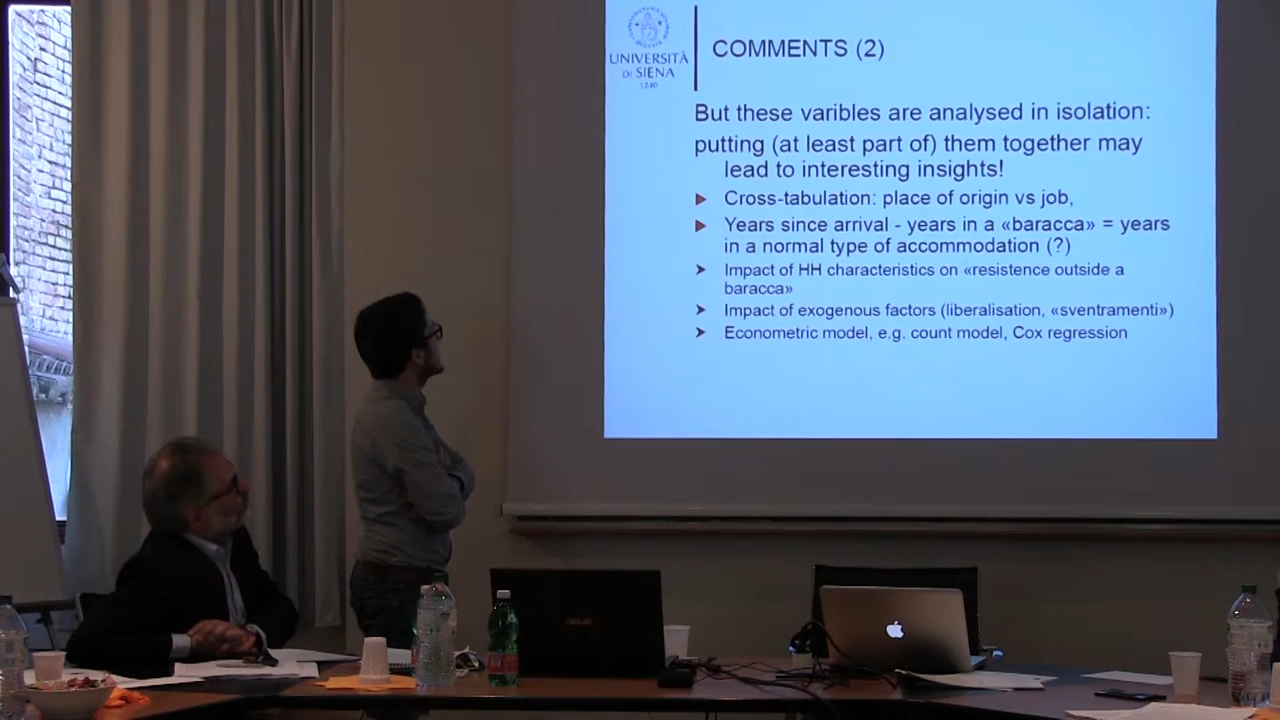 UNIVERSITÀ
DI SIENA
1240
COMMENTS (2)
But these varibles are analysed in isolation:
putting (at least part of) them together may
lead to interesting insights!
Cross-tabulation: place of origin vs job,
Years since arrival - years in a «baracca» = years
in a normal type of accommodation (?)
Impact of HH characteristics on «resistence outside a
baracca»
Impact of exogenous factors (liberalisation, «sventramenti»)
Econometric model, e.g. count model, Cox regression
ASUS